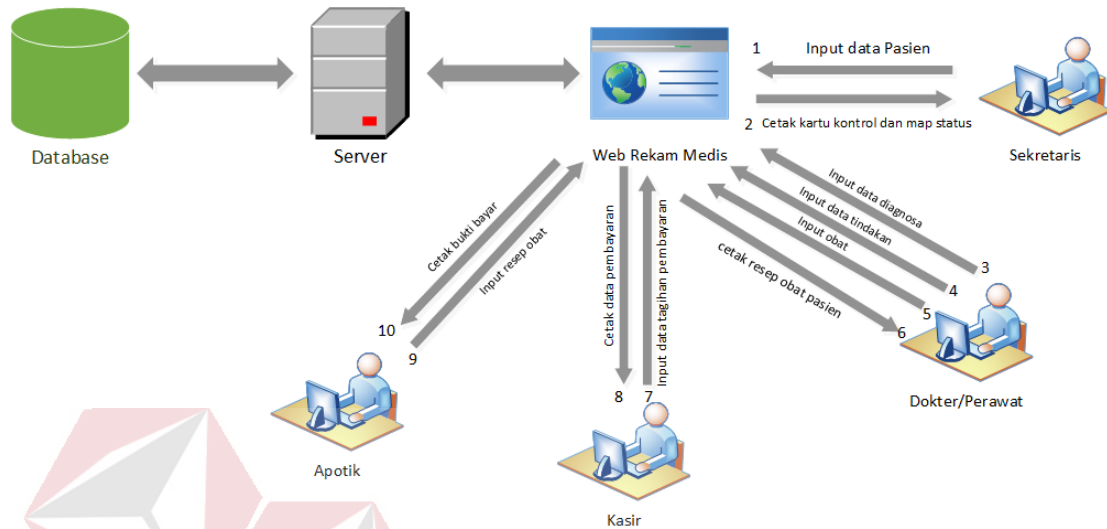 1
Input data Pasien
2
Cetak kartu kontrol dan map status
Database
Server
Web Rekam Medis
Sekretaris
Cetak bukti bayar
Input resep obat
Cetak data pembayaran
Input data tagihan pembayaran
Input data diagnosa
Input data tindakan
Input obat
cetak resep obat pasien
3
4
5
6
10
9
8
7
Dokter/Perawat
Apotik
Kasir